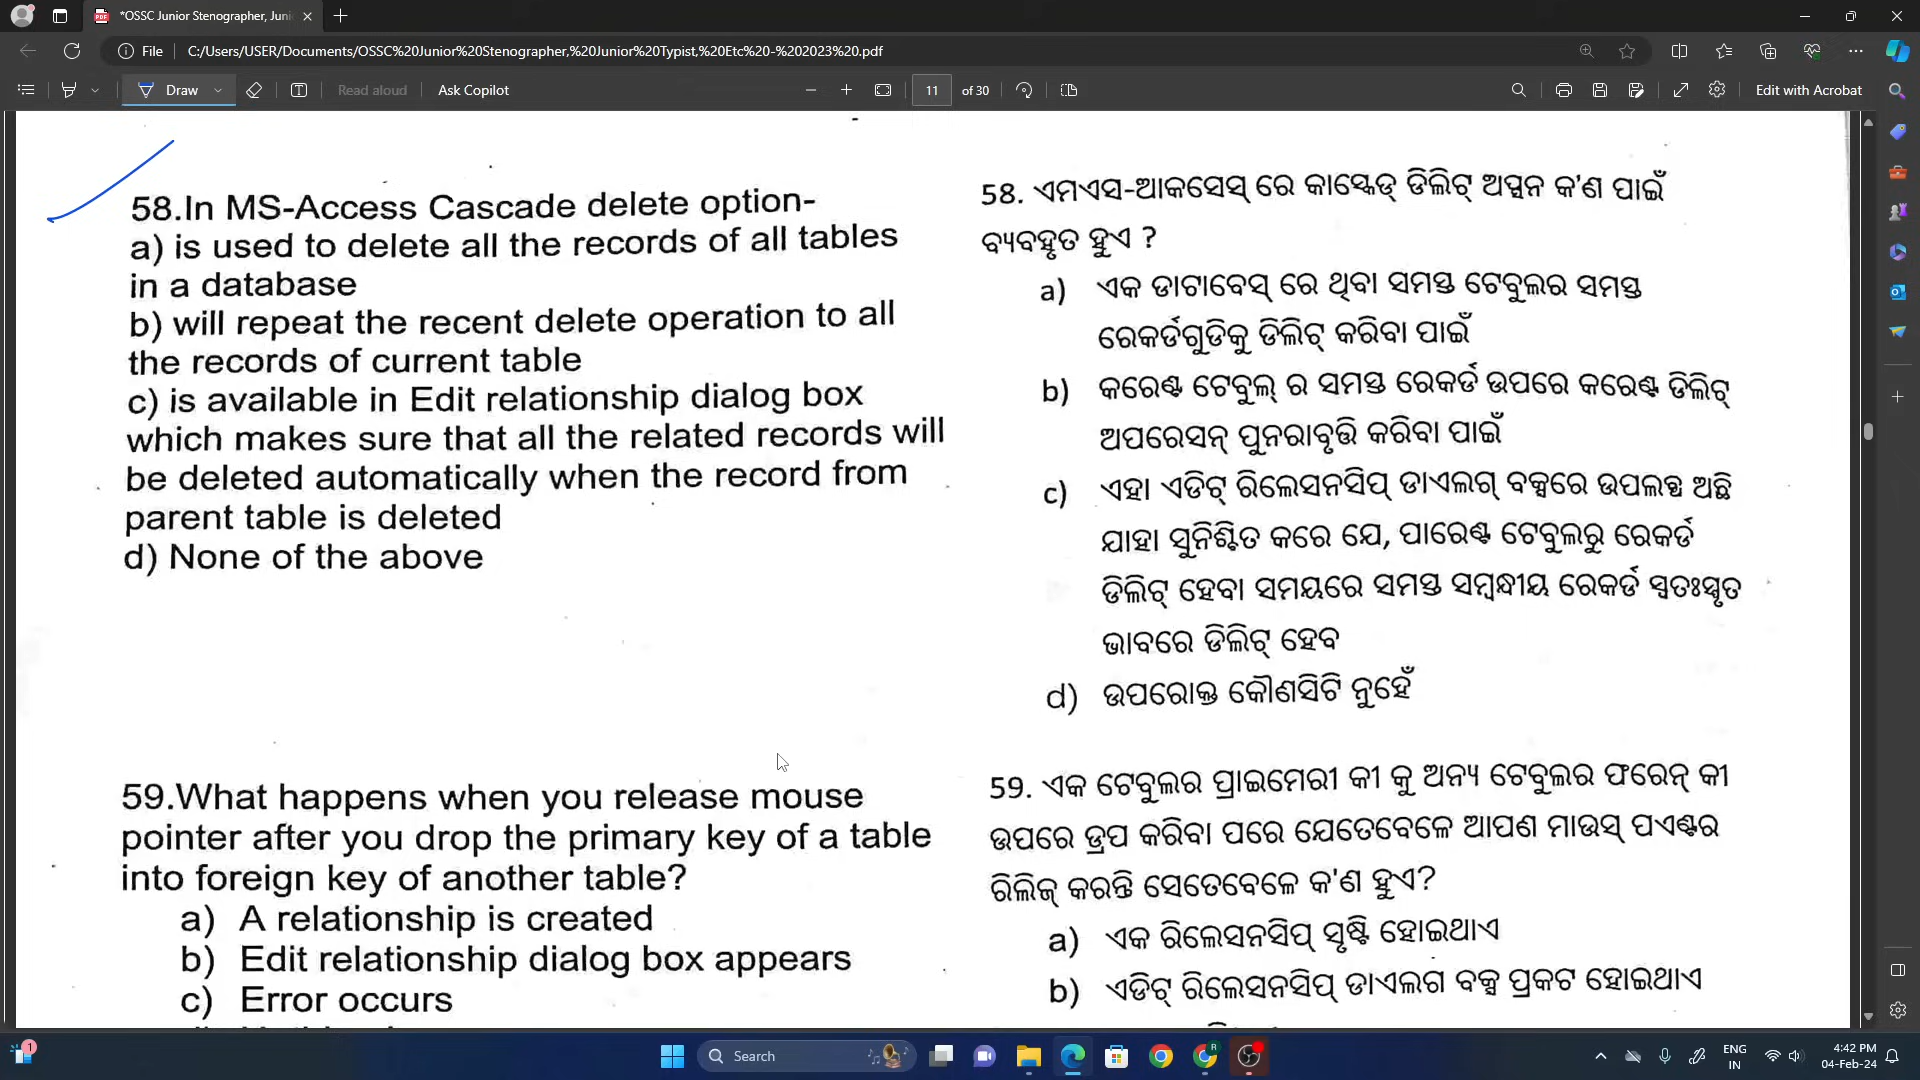 *OSSC Junior Stenographer, Juni
File
C:/Users/USER/Documents/OSSC%20Junior%20Stenographer,%20Junior%20Typist,%20Etc%20-%202023%20.pdf
Draw
Read aloud
Ask Copilot
11 of 30
Edit with Acrobat
58.In MS-Access Cascade delete option-
a) is used to delete all the records of all tables
in a database
b) will repeat the recent delete operation to all
the records of current table
c) is available in Edit relationship dialog box
which makes sure that all the related records will
be deleted automatically when the record from
parent table is deleted
d) None of the above
59.What happens when you release mouse
pointer after you drop the primary key of a table
into foreign key of another table?
a) A relationship is created
b) Edit relationship dialog box appears
c) Error occurs
58. ଏମଏସ-ଆକସେସ୍ ରେ କାସ୍କେଡ୍ ଡିଲିଟ୍ ଅପ୍ସନ କ'ଣ ପାଇଁ
ବ୍ୟବହୃତ ହୁଏ ?
a) ଏକ ଡାଟାବେସ୍ ରେ ଥିବା ସମସ୍ତ ଟେବୁଲର ସମସ୍ତ
ରେକର୍ଡଗୁଡିକୁ ଡିଲିଟ୍ କରିବା ପାଇଁ
b) କରେଣ୍ଟ ଟେବୁଲ୍ ର ସମସ୍ତ ରେକର୍ଡ ଉପରେ କରେଣ୍ଟ ଡିଲିଟ୍
ଅପରେସନ୍ ପୁନରାବୃତ୍ତି କରିବା ପାଇଁ
c) ଏହା ଏଡିଟ୍ ରିଲେସନସିପ୍ ଡାଏଲଗ୍ ବକ୍ସରେ ଉପଲବ୍ଧ ଅଛି
ଯାହା ସୁନିଶ୍ଚିତ କରେ ଯେ, ପାରେଣ୍ଟ ଟେବୁଲରୁ ରେକର୍ଡ
ଡିଲିଟ୍ ହେବା ସମୟରେ ସମସ୍ତ ସମ୍ବନ୍ଧୀୟ ରେକର୍ଡ ସ୍ୱତଃସ୍କୃତ
ଭାବରେ ଡିଲିଟ୍ ହେବ
d) ଉପରୋକ୍ତ କୌଣସିଟି ନୁହେଁ
59. ଏକ ଟେବୁଲର ପ୍ରାଇମେରୀ କୀ କୁ ଅନ୍ୟ ଟେବୁଲର ଫରେନ୍ କୀ
ଉପରେ ଡ୍ରପ କରିବା ପରେ ଯେତେବେଳେ ଆପଣ ମାଉସ୍ ପଏଣ୍ଟର
ରିଲିଜ୍ କରନ୍ତି ସେତେବେଳେ କ'ଣ ହୁଏ?
a) ଏକ ରିଲେସନସିପ୍ ସୃଷ୍ଟି ହୋଇଥାଏ
b) ଏଡିଟ୍ ରିଲେସନସିପ୍ ଡାଏଲଗ ବକ୍ସ ପ୍ରକଟ ହୋଇଥାଏ
1
Search
ENG
IN
4:42 PM
04-Feb-24